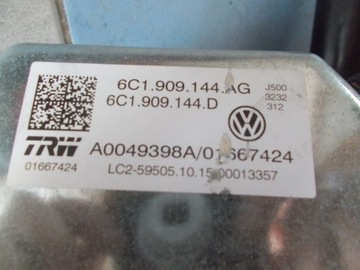 6C1.909.144.AG
6C1.909.144.D
J500
3232
312
TRW
01667424
A0049398A/01667424
LC2-59505.10.15 00013357